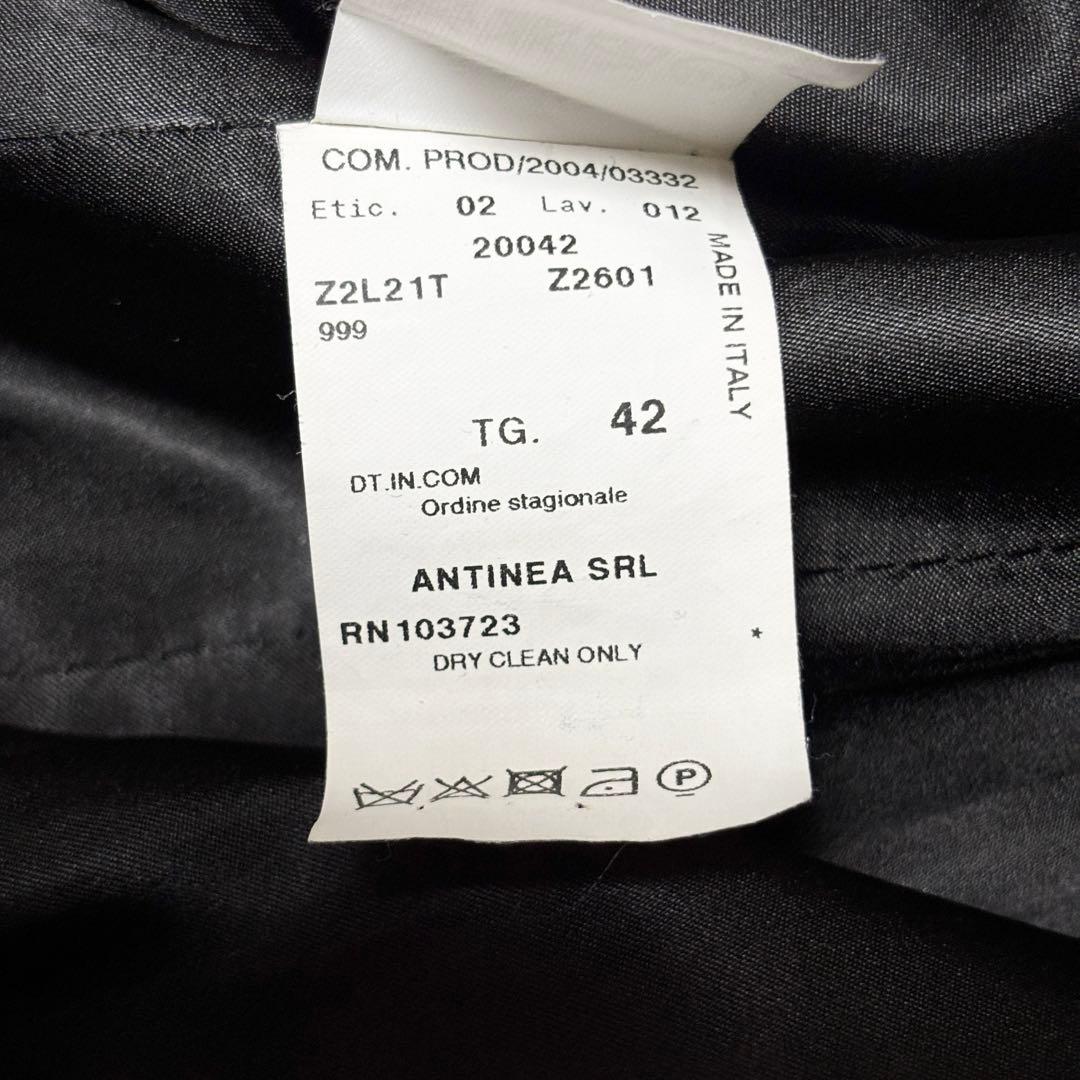 COM. PROD/2004/03332
Etic. 02 Lav. 012
20042
Z2L21T Z2601
999
MADE IN ITALY
TG. 42
DT.IN.COM
Ordine stagionale
ANTINEA SRL
RN103723 *
DRY CLEAN ONLY
P